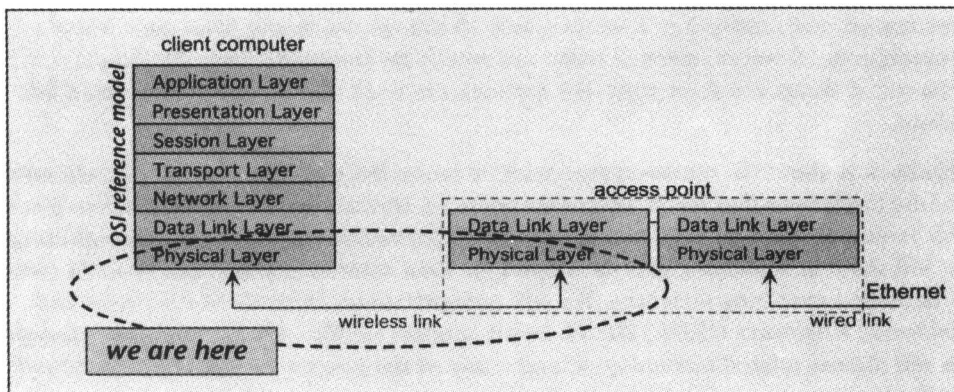 client computer
OSI reference model
Application Layer
Presentation Layer
Session Layer
Transport Layer
Network Layer
Data Link Layer
Physical Layer
access point
Data Link Layer
Data Link Layer
Physical Layer
Physical Layer
Ethernet
wireless link
wired link
we are here